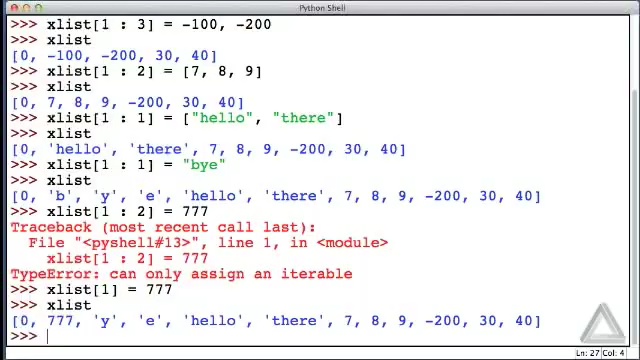 Python Shell
>>> xlist[1 : 3] = -100, -200
>>> xlist
[0, -100, -200, 30, 40]
>>> xlist[1 : 2] = [7, 8, 9]
>>> xlist
[0, 7, 8, 9, -200, 30, 40]
>>> xlist[1 : 1] = ["hello", "there"]
>>> xlist
[0, 'hello', 'there', 7, 8, 9, -200, 30, 40]
>>> xlist[1 : 1] = "bye"
>>> xlist
[0, 'b', 'y', 'e', 'hello', 'there', 7, 8, 9, -200, 30, 40]
>>> xlist[1 : 2] = 777
Traceback (most recent call last):
  File "<pyshell#13>", line 1, in <module>
    xlist[1 : 2] = 777
TypeError: can only assign an iterable
>>> xlist[1] = 777
>>> xlist
[0, 777, 'y', 'e', 'hello', 'there', 7, 8, 9, -200, 30, 40]
>>>
Ln: 27 Col: 4